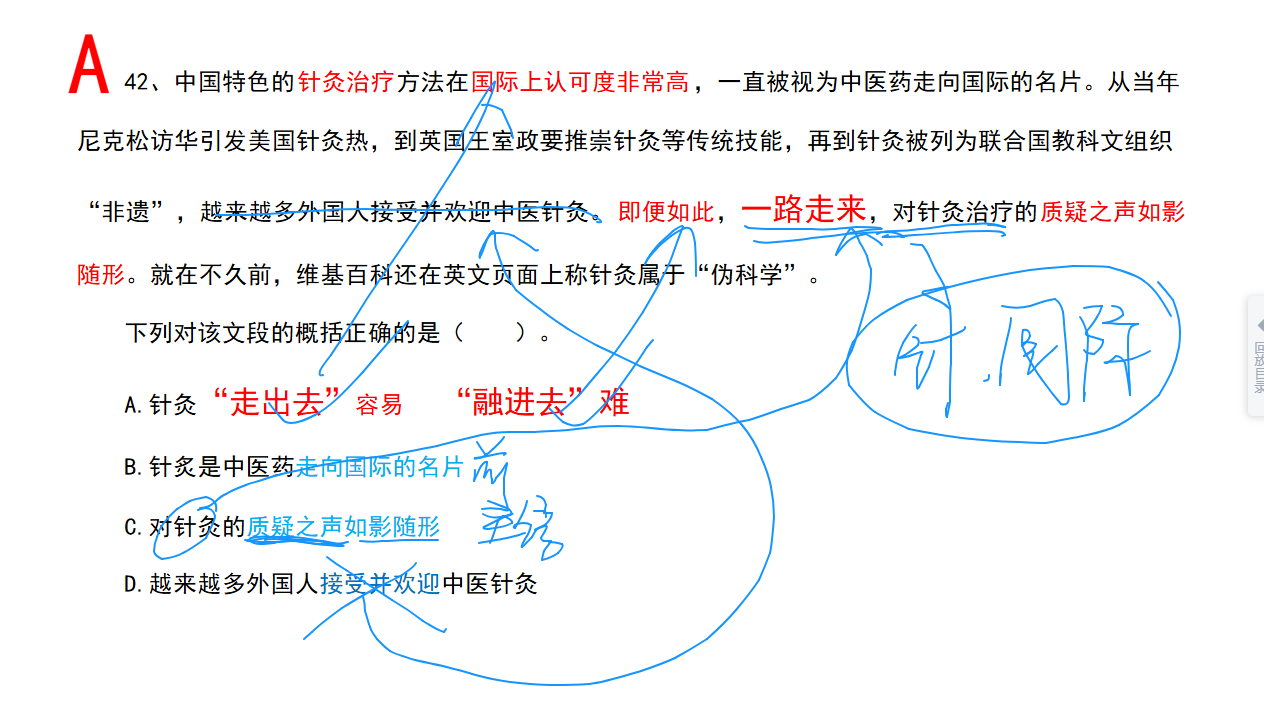 A
42、中国特色的针灸治疗方法在国际上认可度非常高，一直被视为中医药走向国际的名片。从当年
尼克松访华引发美国针灸热，到英国王室政要推崇针灸等传统技能，再到针灸被列为联合国教科文组织
“非遗”，越来越多外国人接受并欢迎中医针灸。即便如此，一路走来，对针灸治疗的质疑之声如影
随形。就在不久前，维基百科还在英文页面上称针灸属于“伪科学”。
下列对该文段的概括正确的是（　　）。
针.国际
A.针灸“走出去”容易　“融进去”难
B.针灸是中医药走向国际的名片 前
C.对针灸的质疑之声如影随形
D.越来越多外国人接受并欢迎中医针灸
回放目录